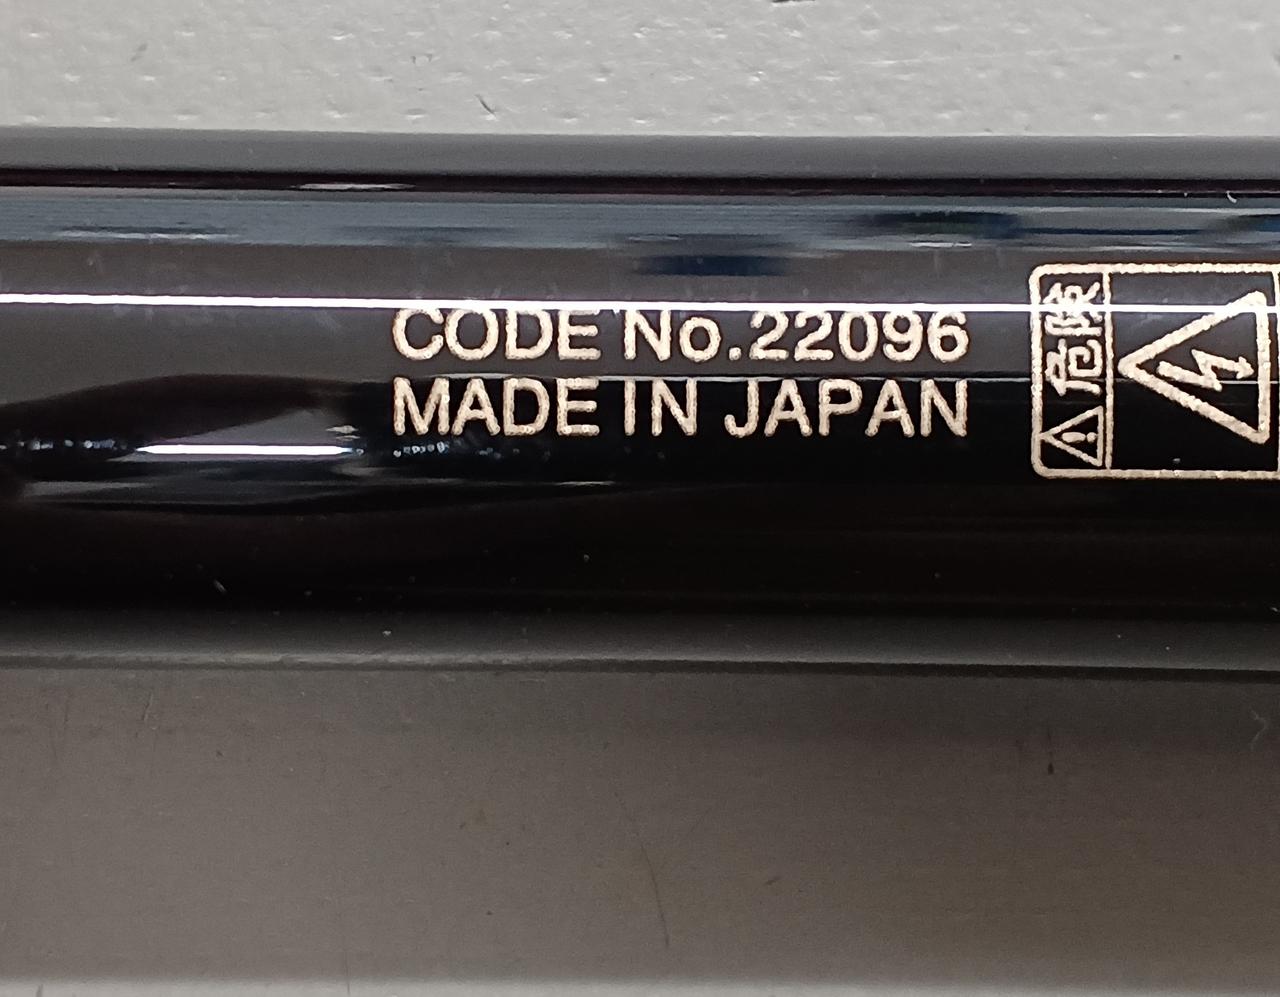 CODE No.22096
MADE IN JAPAN
危険